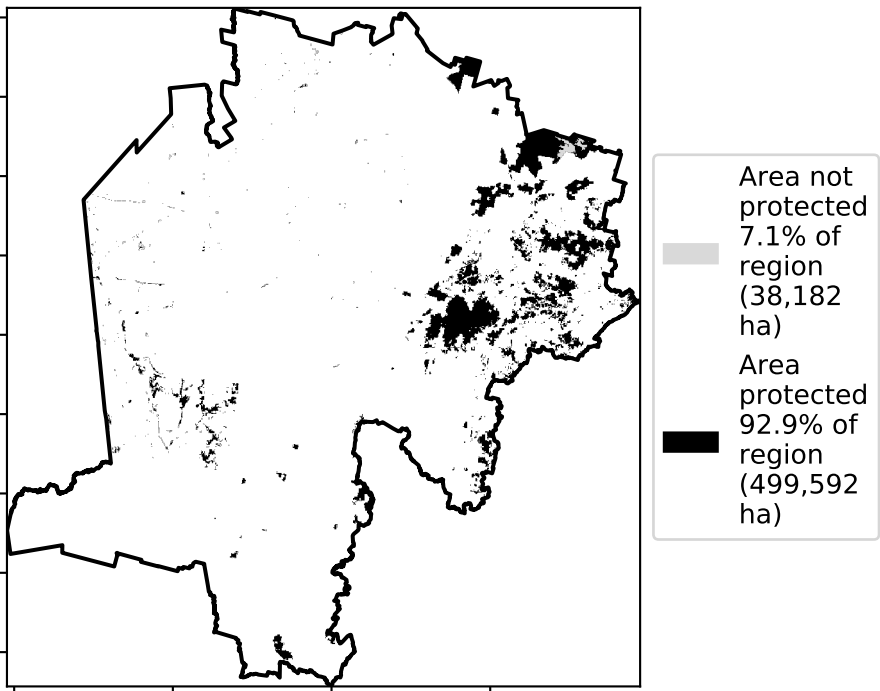 Area not
protected
7.1% of
region
(38,182
ha)
Area
protected
92.9% of
region
(499,592
ha)